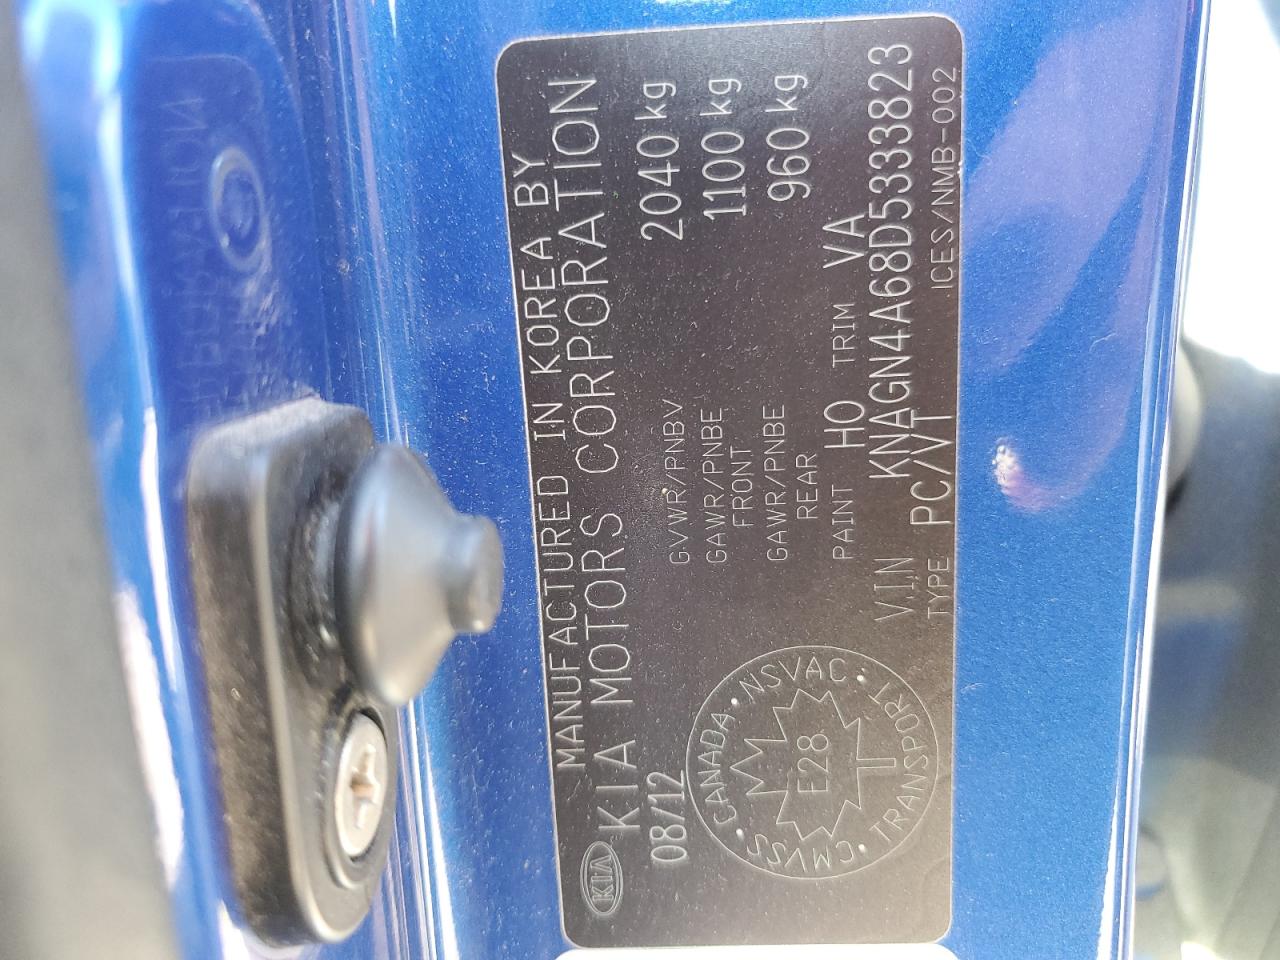 MANUFACTURED IN KOREA BY
KIA KIA MOTORS CORPORATION
08/12 2040 kg
GVWR/PNBV
GAWR/PNBE 1100 kg
FRONT
GAWR/PNBE 960 kg
REAR
PAINT HO TRIM VA
V.I.N KNAGN4A68D5333823
TYPE PC/VT ICES/NMB-002
CANADA · NSVAC · TRANSPORT · CMVSS ·
E28